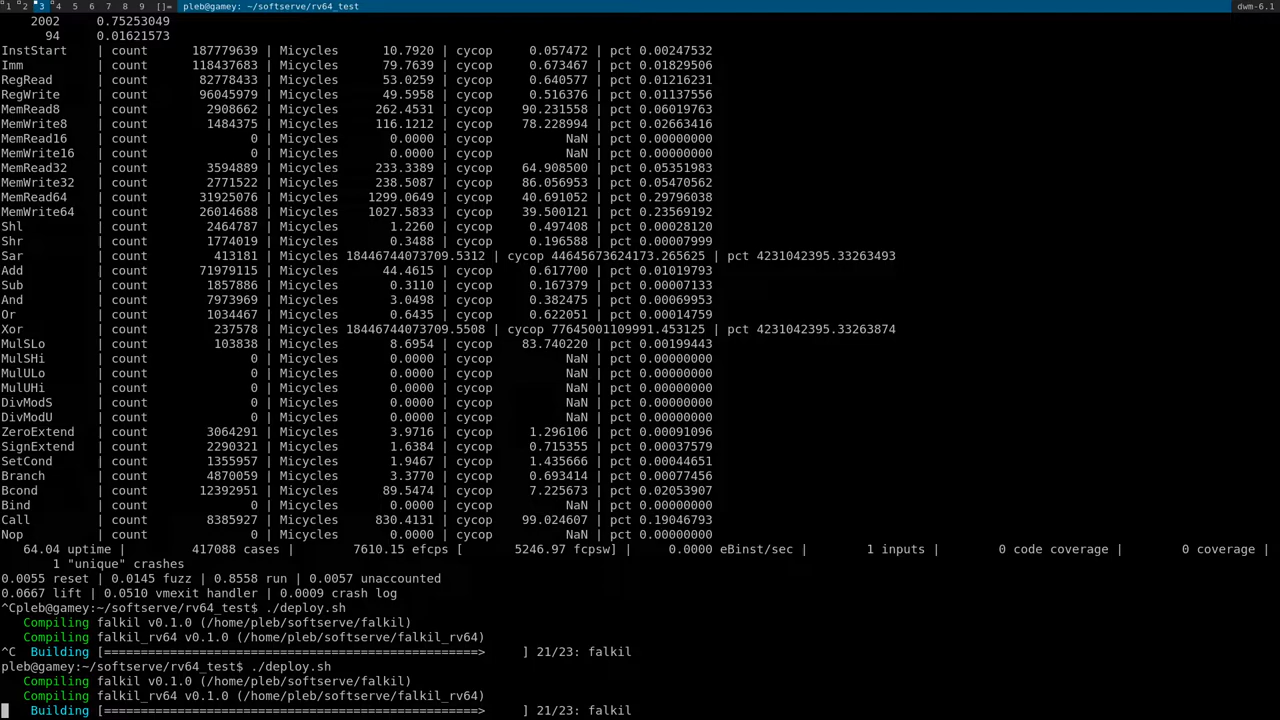 1 2 3 4 5 6 7 8 9 []= pleb@gamey: ~/softserve/rv64_test dwm-6.1
2002 0.75253049
94 0.01621573
InstStart | count 187779639 | Micycles 10.7920 | cycop 0.057472 | pct 0.00247532
Imm | count 118437683 | Micycles 79.7639 | cycop 0.673467 | pct 0.01829506
RegRead | count 82778433 | Micycles 53.0259 | cycop 0.640577 | pct 0.01216231
RegWrite | count 96045979 | Micycles 49.5958 | cycop 0.516376 | pct 0.01137556
MemRead8 | count 2908662 | Micycles 262.4531 | cycop 90.231558 | pct 0.06019763
MemWrite8 | count 1484375 | Micycles 116.1212 | cycop 78.228994 | pct 0.02663416
MemRead16 | count 0 | Micycles 0.0000 | cycop NaN | pct 0.00000000
MemWrite16 | count 0 | Micycles 0.0000 | cycop NaN | pct 0.00000000
MemRead32 | count 3594889 | Micycles 233.3389 | cycop 64.908500 | pct 0.05351983
MemWrite32 | count 2771522 | Micycles 238.5087 | cycop 86.056953 | pct 0.05470562
MemRead64 | count 31925076 | Micycles 1299.0649 | cycop 40.691052 | pct 0.29796038
MemWrite64 | count 26014688 | Micycles 1027.5833 | cycop 39.500121 | pct 0.23569192
Shl | count 2464787 | Micycles 1.2260 | cycop 0.497408 | pct 0.00028120
Shr | count 1774019 | Micycles 0.3488 | cycop 0.196588 | pct 0.00007999
Sar | count 413181 | Micycles 18446744073709.5312 | cycop 44645673624173.265625 | pct 4231042395.33263493
Add | count 71979115 | Micycles 44.4615 | cycop 0.617700 | pct 0.01019793
Sub | count 1857886 | Micycles 0.3110 | cycop 0.167379 | pct 0.00007133
And | count 7973969 | Micycles 3.0498 | cycop 0.382475 | pct 0.00069953
Or | count 1034467 | Micycles 0.6435 | cycop 0.622051 | pct 0.00014759
Xor | count 237578 | Micycles 18446744073709.5508 | cycop 77645001109991.453125 | pct 4231042395.33263874
MulSLo | count 103838 | Micycles 8.6954 | cycop 83.740220 | pct 0.00199443
MulSHi | count 0 | Micycles 0.0000 | cycop NaN | pct 0.00000000
MulULo | count 0 | Micycles 0.0000 | cycop NaN | pct 0.00000000
MulUHi | count 0 | Micycles 0.0000 | cycop NaN | pct 0.00000000
DivModS | count 0 | Micycles 0.0000 | cycop NaN | pct 0.00000000
DivModU | count 0 | Micycles 0.0000 | cycop NaN | pct 0.00000000
ZeroExtend | count 3064291 | Micycles 3.9716 | cycop 1.296106 | pct 0.00091096
SignExtend | count 2290321 | Micycles 1.6384 | cycop 0.715355 | pct 0.00037579
SetCond | count 1355957 | Micycles 1.9467 | cycop 1.435666 | pct 0.00044651
Branch | count 4870059 | Micycles 3.3770 | cycop 0.693414 | pct 0.00077456
Bcond | count 12392951 | Micycles 89.5474 | cycop 7.225673 | pct 0.02053907
Bind | count 0 | Micycles 0.0000 | cycop NaN | pct 0.00000000
Call | count 8385927 | Micycles 830.4131 | cycop 99.024607 | pct 0.19046793
Nop | count 0 | Micycles 0.0000 | cycop NaN | pct 0.00000000
64.04 uptime | 417088 cases | 7610.15 efcps [ 5246.97 fcpsw] | 0.0000 eBinst/sec | 1 inputs | 0 code coverage | 0 coverage |
1 "unique" crashes
0.0055 reset | 0.0145 fuzz | 0.8558 run | 0.0057 unaccounted
0.0667 lift | 0.0510 vmexit handler | 0.0009 crash log
^Cpleb@gamey:~/softserve/rv64_test$ ./deploy.sh
Compiling falkil v0.1.0 (/home/pleb/softserve/falkil)
Compiling falkil_rv64 v0.1.0 (/home/pleb/softserve/falkil_rv64)
^C Building [===================================================> ] 21/23: falkil
pleb@gamey:~/softserve/rv64_test$ ./deploy.sh
Compiling falkil v0.1.0 (/home/pleb/softserve/falkil)
Compiling falkil_rv64 v0.1.0 (/home/pleb/softserve/falkil_rv64)
Building [===================================================> ] 21/23: falkil